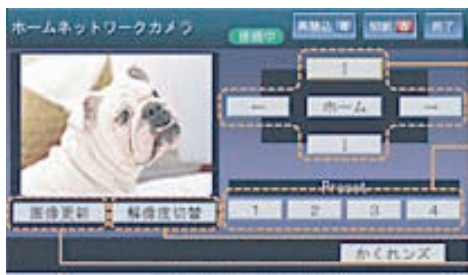 ホームネットワークカメラ
接続中
再読込
切断
終了
↑
← ホーム →
↓
Preset
画像更新 解像度切替 1 2 3 4
かくれンズ